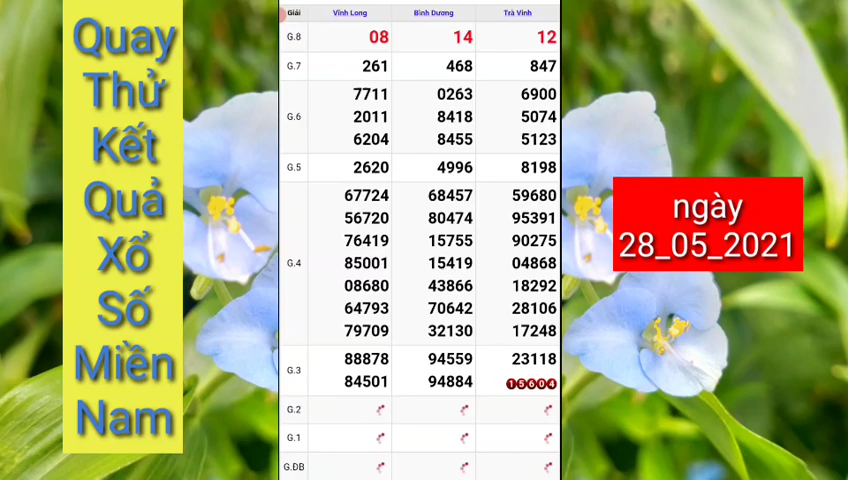 Quay
Thử
Kết
Quả
Xổ
Số
Miền
Nam
Giải Vĩnh Long Bình Dương Trà Vinh
G.8 08 14 12
G.7 261 468 847
7711 0263 6900
G.6 2011 8418 5074
6204 8455 5123
G.5 2620 4996 8198
67724 68457 59680
56720 80474 95391
76419 15755 90275
G.4 85001 15419 04868
08680 43866 18292
64793 70642 28106
79709 32130 17248
G.3 88878 94559 23118
84501 94884 15604
G.2
G.1
G.ĐB
ngày
28_05_2021